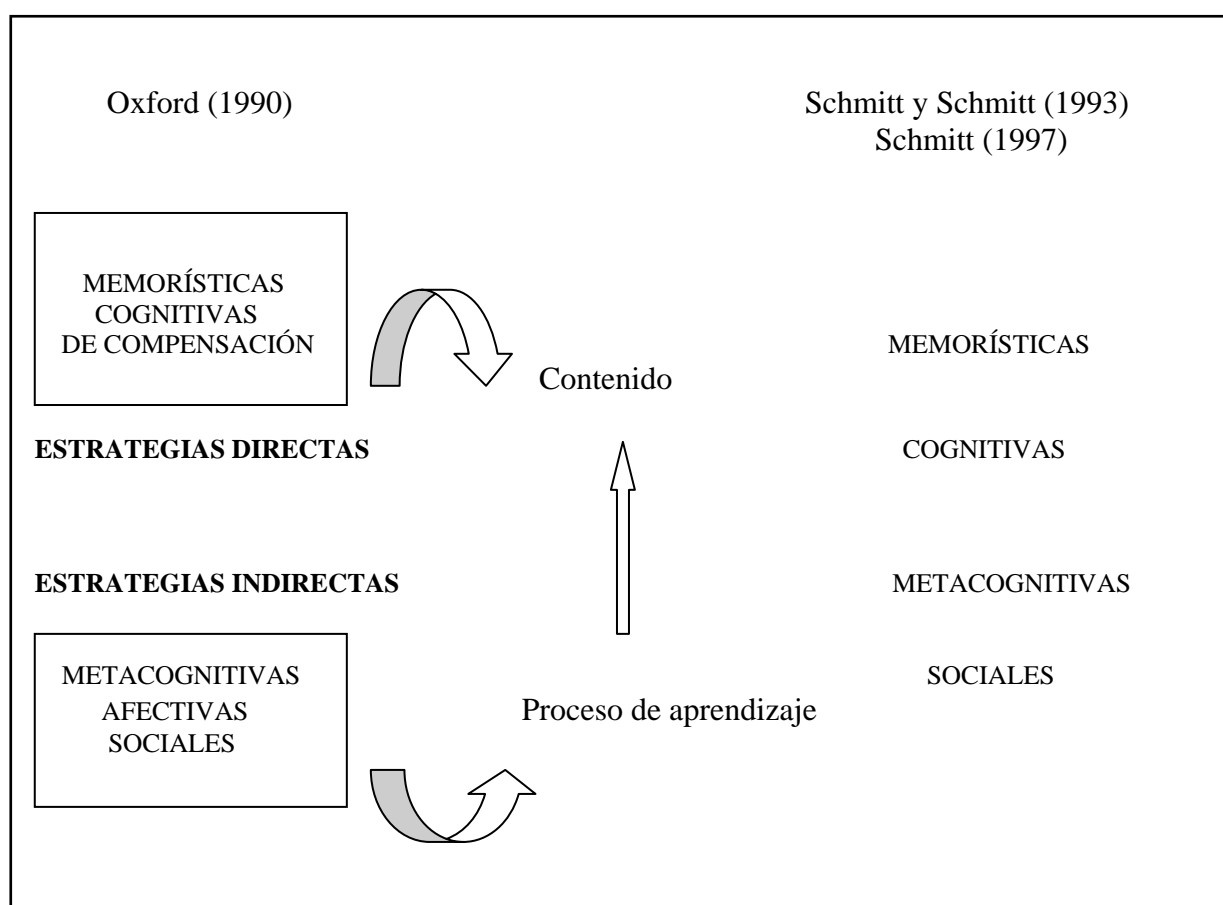 Oxford (1990)
Schmitt y Schmitt (1993)
Schmitt (1997)
MEMORÍSTICAS
COGNITIVAS
DE COMPENSACIÓN
Contenido
ESTRATEGIAS DIRECTAS
ESTRATEGIAS INDIRECTAS
METACOGNITIVAS
AFECTIVAS
SOCIALES
Proceso de aprendizaje
MEMORÍSTICAS
COGNITIVAS
METACOGNITIVAS
SOCIALES